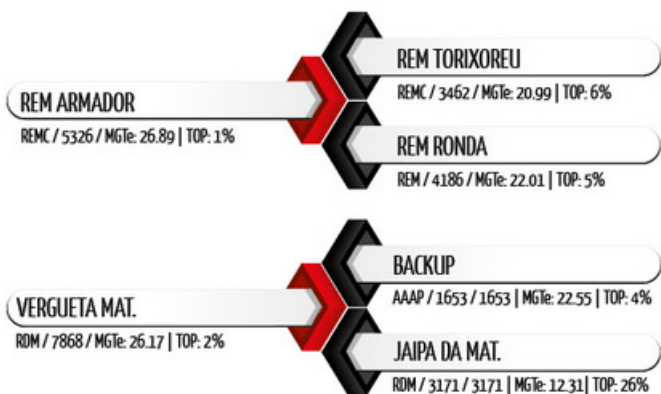 REM TORIXOREU
REMC / 3462 / MGTe: 20.99 | TOP: 6%
REM ARMADOR
REMC / 5326 / MGTe: 26.89 | TOP: 1%
REM RONDA
REM / 4186 / MGTe: 22.01 | TOP: 5%
BACKUP
AAAP / 1653 / 1653 | MGTe: 22.55 | TOP: 4%
VERGUETA MAT.
RDM / 7868 / MGTe: 26.17 | TOP: 2%
JAIPA DA MAT.
RDM / 3171 / 3171 | MGTe: 12.31| TOP: 26%